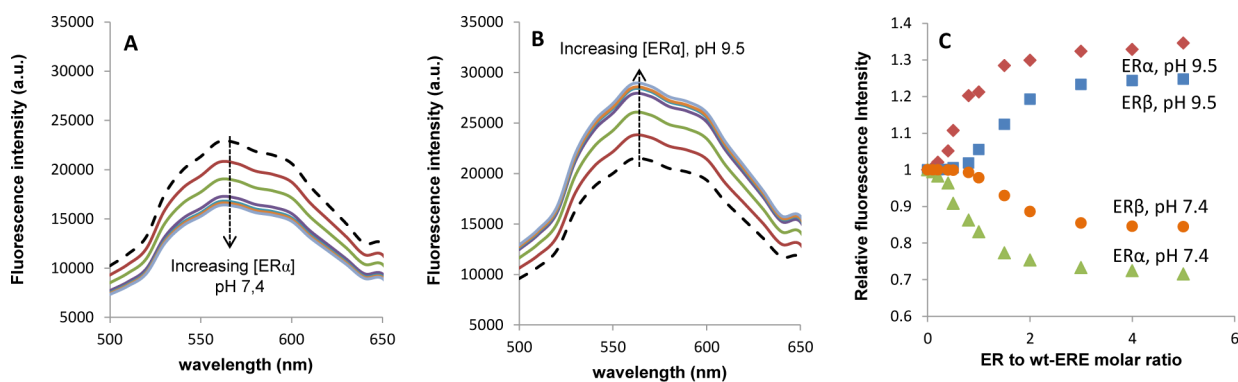 A
Fluorescence intensity (a.u.)
35000
30000
25000
20000
15000
10000
5000
Increasing [ERα]
pH 7,4
500
550
600
650
wavelength (nm)
B
Fluorescence intensity (a.u.)
35000
30000
25000
20000
15000
10000
5000
Increasing [ERα], pH 9.5
500
550
600
650
wavelength (nm)
C
Relative fluorescence Intensity
1.4
1.3
1.2
1.1
1
0.9
0.8
0.7
0.6
ERα, pH 9.5
ERβ, pH 9.5
ERβ, pH 7.4
ERα, pH 7.4
0
2
4
6
ER to wt-ERE molar ratio